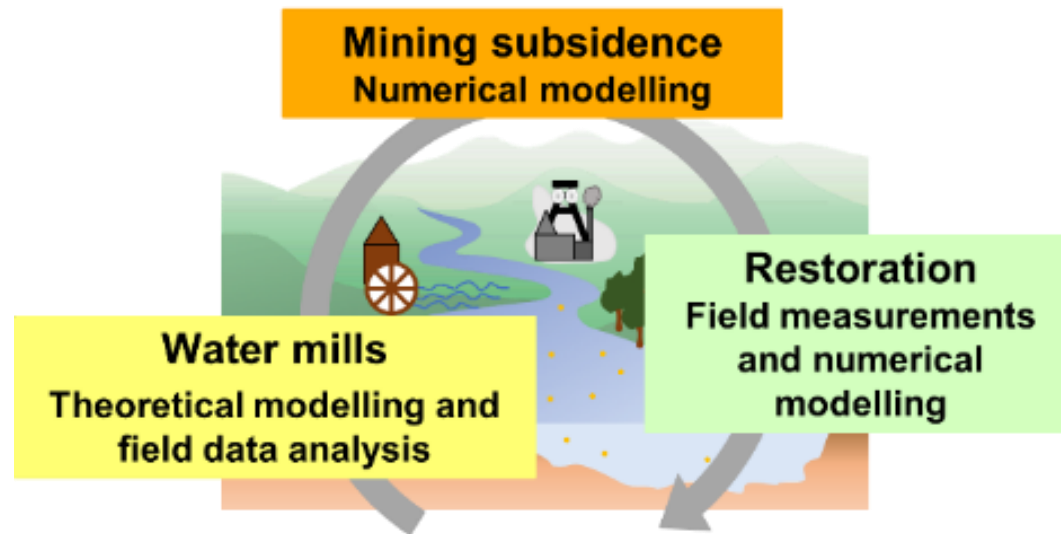 Mining subsidence
Numerical modelling
Restoration
Field measurements
and numerical
modelling
Water mills
Theoretical modelling and
field data analysis